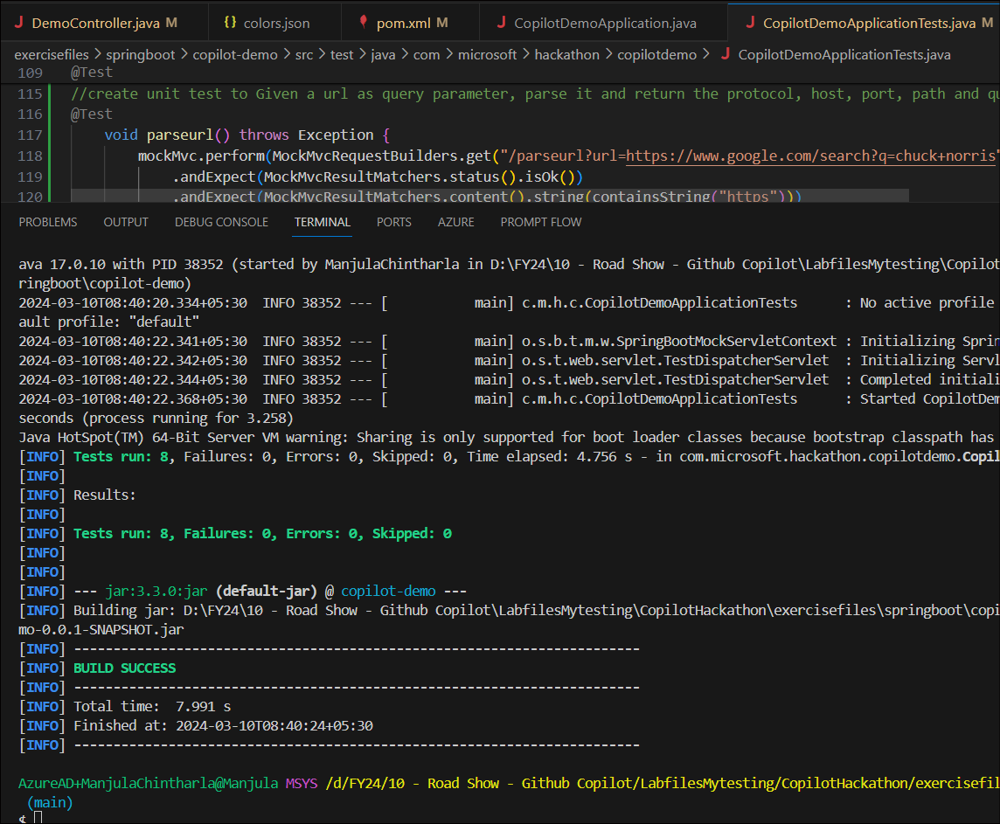 DemoController.java M {} colors.json pom.xml M J CopilotDemoApplication.java J CopilotDemoApplicationTests.java M
exercisefiles > springboot > copilot-demo > src > test > java > com > microsoft > hackathon > copilotdemo > J CopilotDemoApplicationTests.java
109 @Test
115 //create unit test to Given a url as query parameter, parse it and return the protocol, host, port, path and qu
116 @Test
117 void parseurl() throws Exception {
118 mockMvc.perform(MockMvcRequestBuilders.get("/parseurl?url=https://www.google.com/search?q=chuck+norris"
119 .andExpect(MockMvcResultMatchers.status().isOk())
120 .andExpect(MockMvcResultMatchers.content().string(containsString("https")))
PROBLEMS OUTPUT DEBUG CONSOLE TERMINAL PORTS AZURE PROMPT FLOW
ava 17.0.10 with PID 38352 (started by ManjulaChintharla in D:\FY24\10 - Road Show - Github Copilot\LabfilesMytesting\Copilot
ringboot\copilot-demo)
2024-03-10T08:40:20.334+05:30 INFO 38352 --- [ main] c.m.h.c.CopilotDemoApplicationTests : No active profile
ault profile: "default"
2024-03-10T08:40:22.341+05:30 INFO 38352 --- [ main] o.s.b.t.m.w.SpringBootMockServletContext : Initializing Sprin
2024-03-10T08:40:22.342+05:30 INFO 38352 --- [ main] o.s.t.web.servlet.TestDispatcherServlet : Initializing Servl
2024-03-10T08:40:22.344+05:30 INFO 38352 --- [ main] o.s.t.web.servlet.TestDispatcherServlet : Completed initiali
2024-03-10T08:40:22.368+05:30 INFO 38352 --- [ main] c.m.h.c.CopilotDemoApplicationTests : Started CopilotDem
seconds (process running for 3.258)
Java HotSpot(TM) 64-Bit Server VM warning: Sharing is only supported for boot loader classes because bootstrap classpath has
[INFO] Tests run: 8, Failures: 0, Errors: 0, Skipped: 0, Time elapsed: 4.756 s - in com.microsoft.hackathon.copilotdemo.Copil
[INFO]
[INFO] Results:
[INFO]
[INFO] Tests run: 8, Failures: 0, Errors: 0, Skipped: 0
[INFO]
[INFO]
[INFO] --- jar:3.3.0:jar (default-jar) @ copilot-demo ---
[INFO] Building jar: D:\FY24\10 - Road Show - Github Copilot\LabfilesMytesting\CopilotHackathon\exercisefiles\springboot\copi
mo-0.0.1-SNAPSHOT.jar
[INFO] ------------------------------------------------------------------------
[INFO] BUILD SUCCESS
[INFO] ------------------------------------------------------------------------
[INFO] Total time: 7.991 s
[INFO] Finished at: 2024-03-10T08:40:24+05:30
[INFO] ------------------------------------------------------------------------
AzureAD+ManjulaChintharla@Manjula MSYS /d/FY24/10 - Road Show - Github Copilot/LabfilesMytesting/CopilotHackathon/exercisefil
(main)
$